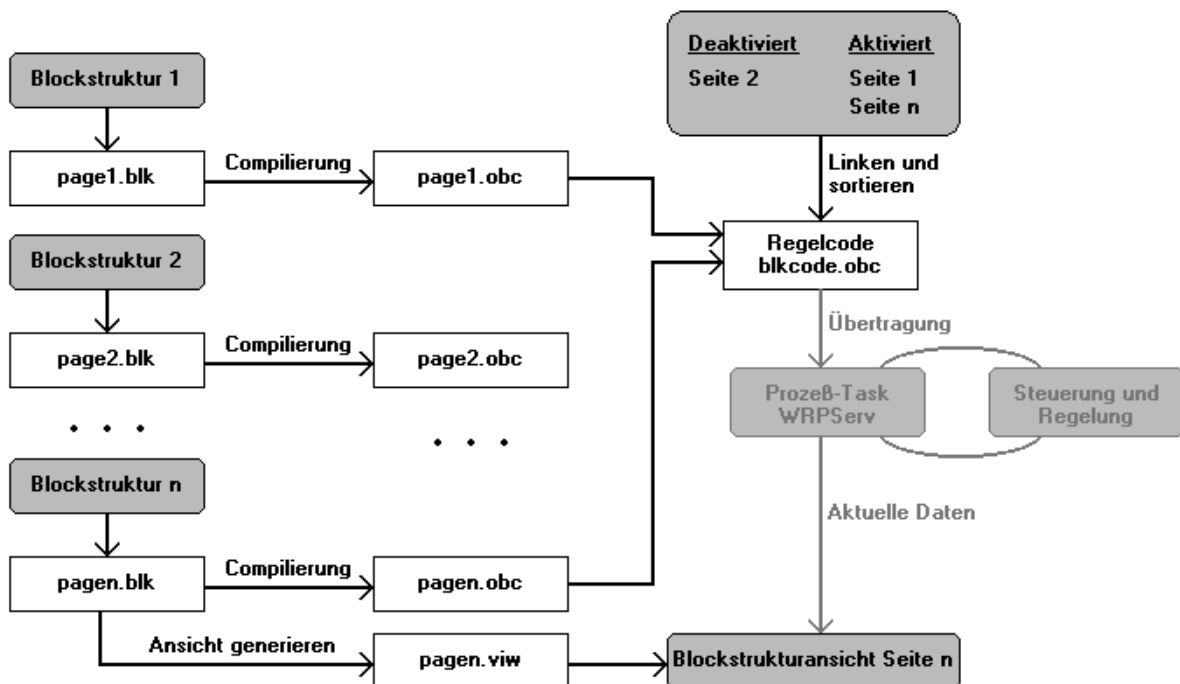 Deaktiviert Aktiviert
Seite 2 Seite 1
Seite n
Blockstruktur 1
page1.blk
Compilierung
page1.obc
Linken und
sortieren
Regelcode
blkcode.obc
Blockstruktur 2
page2.blk
Compilierung
page2.obc
Übertragung
Prozeß-Task
WRPServ
Steuerung und
Regelung
. . .
. . .
Blockstruktur n
pagen.blk
Compilierung
pagen.obc
Aktuelle Daten
Ansicht generieren
pagen.viw
Blockstrukturansicht Seite n